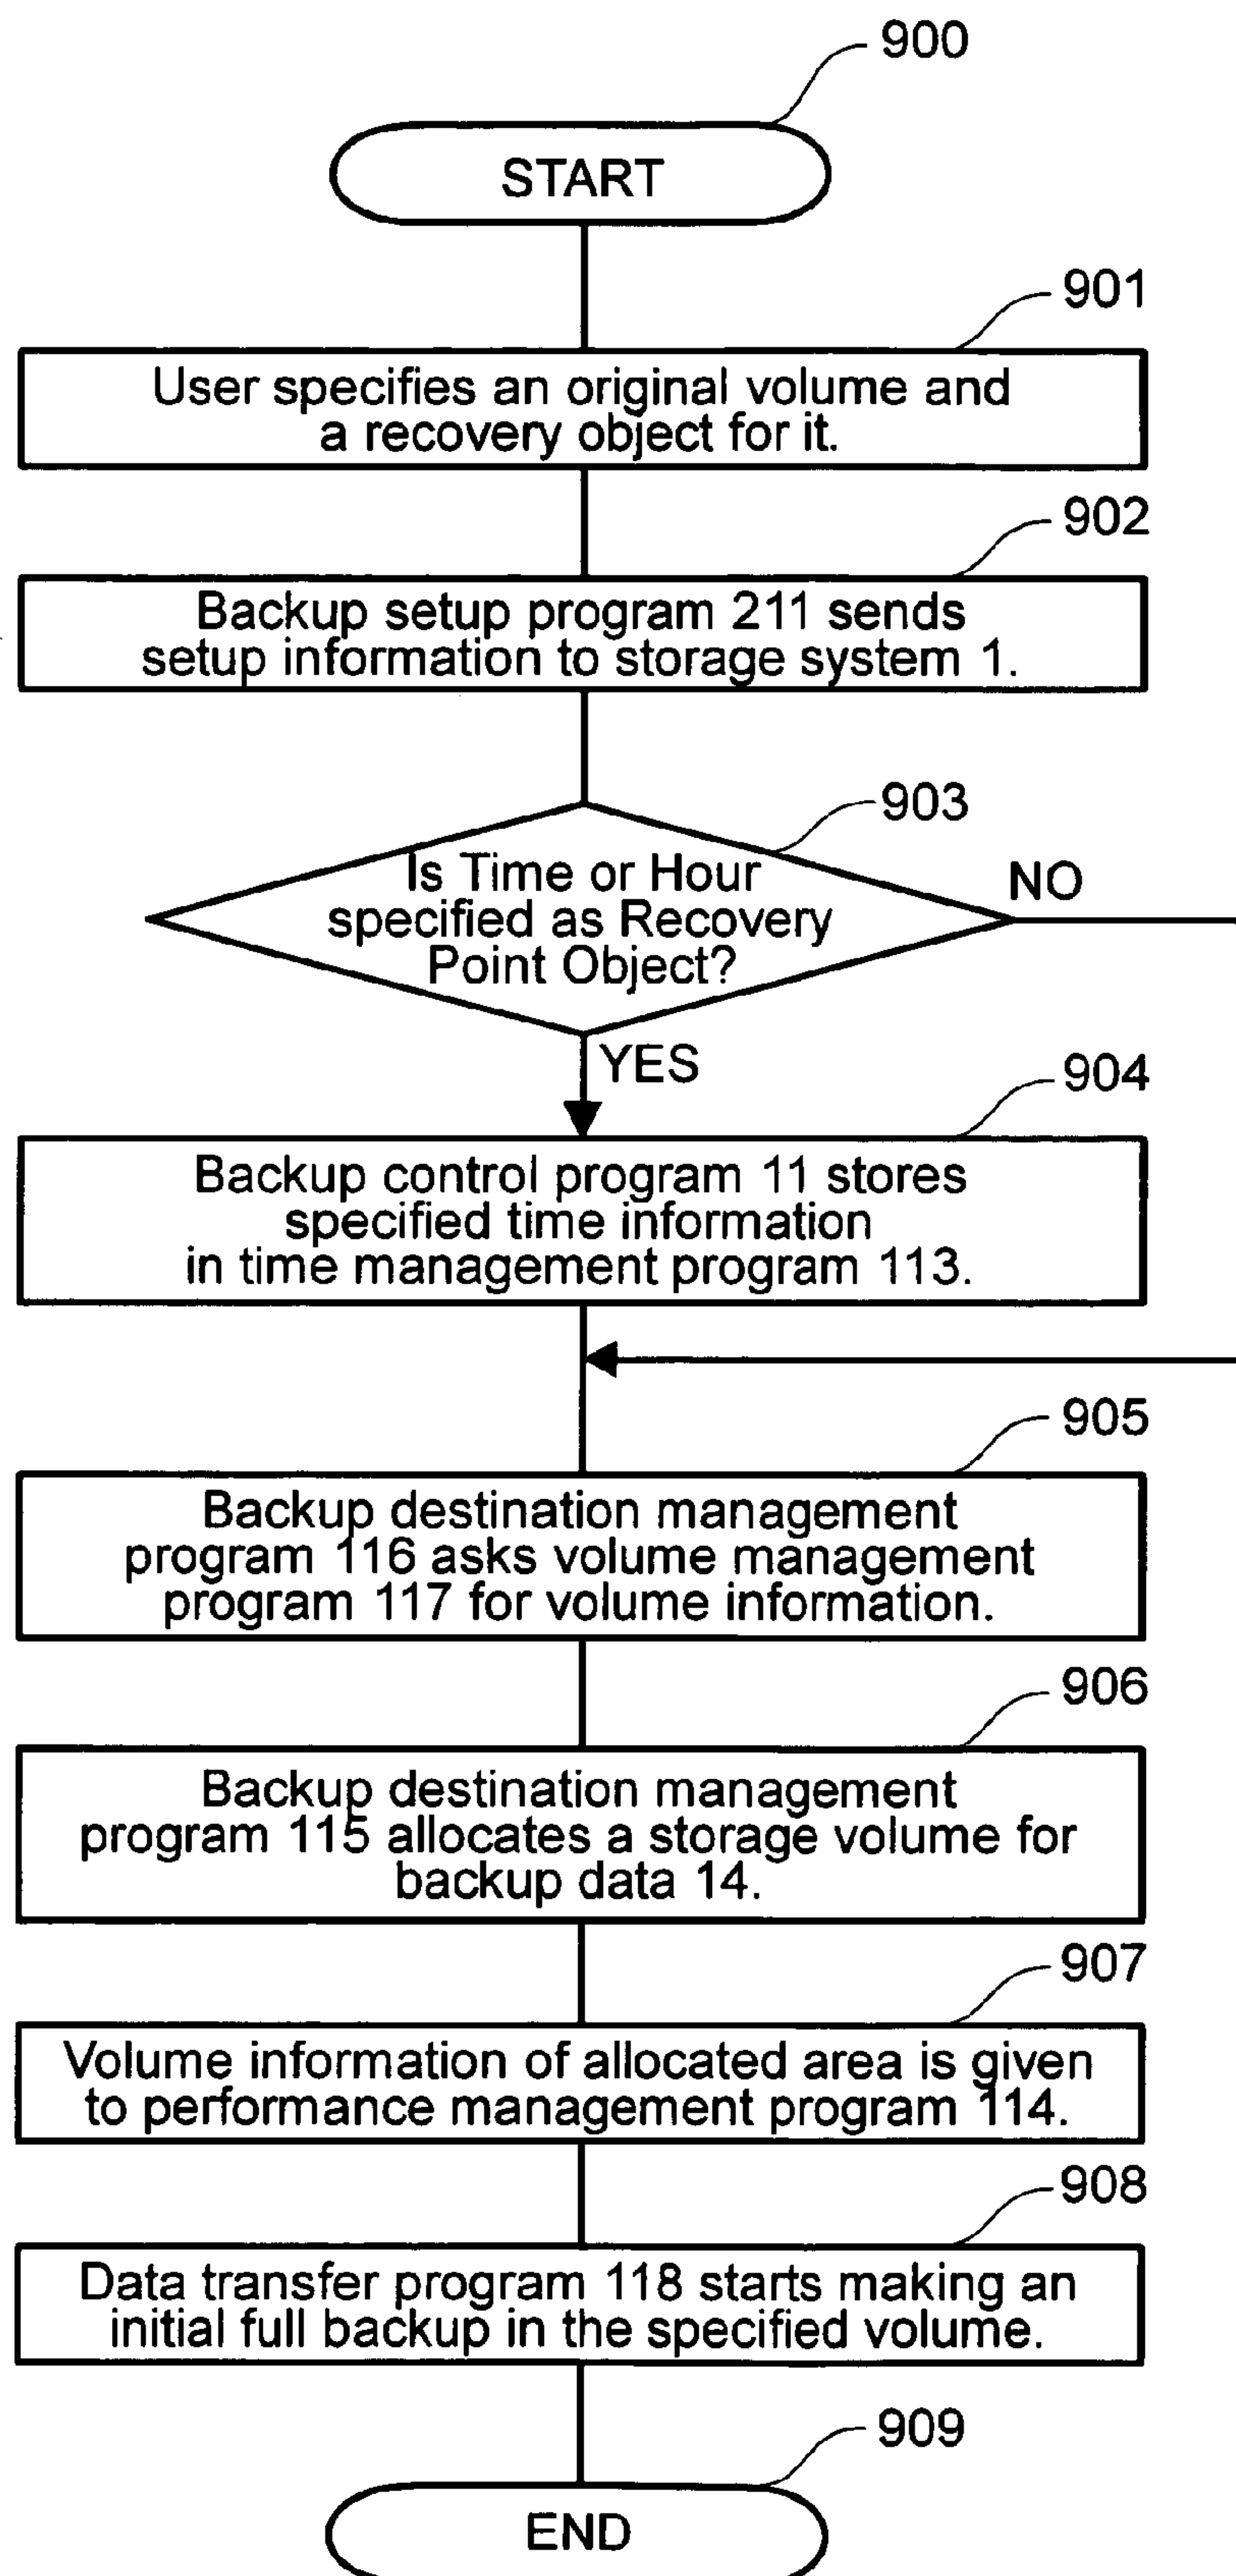 900
START
901
User specifies an original volume and
a recovery object for it.
902
Backup setup program 211 sends
setup information to storage system 1.
903
Is Time or Hour
specified as Recovery
Point Object?
NO
YES
904
Backup control program 11 stores
specified time information
in time management program 113.
905
Backup destination management
program 116 asks volume management
program 117 for volume information.
906
Backup destination management
program 115 allocates a storage volume for
backup data 14.
907
Volume information of allocated area is given
to performance management program 114.
908
Data transfer program 118 starts making an
initial full backup in the specified volume.
909
END